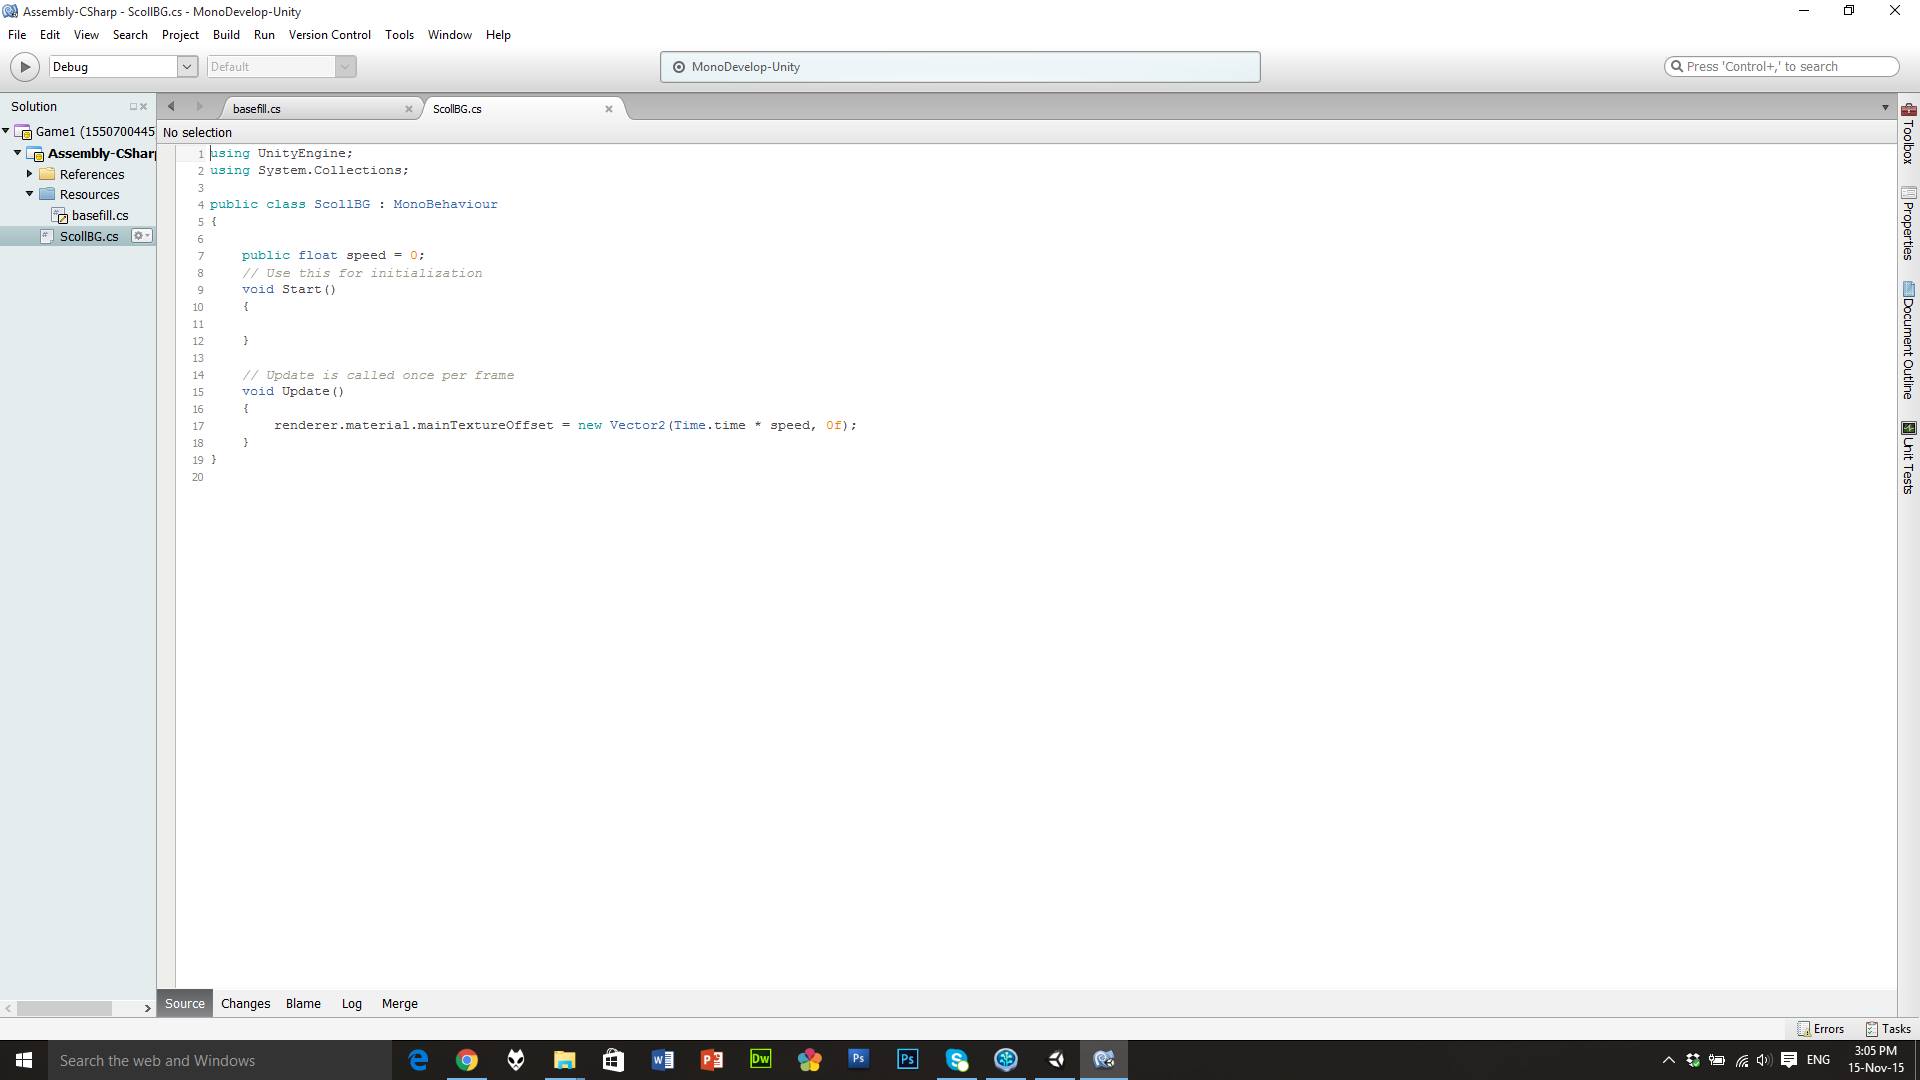 Assembly-CSharp - ScollBG.cs - MonoDevelop-Unity
File Edit View Search Project Build Run Version Control Tools Window Help
Debug Default MonoDevelop-Unity Press 'Control+,' to search
Solution
basefill.cs ScollBG.cs
Game1 (1550700445
No selection
Assembly-CShar
References
Resources
basefill.cs
ScollBG.cs
1 using UnityEngine;
2 using System.Collections;
3
4 public class ScollBG : MonoBehaviour
5 {
6
7 public float speed = 0;
8 // Use this for initialization
9 void Start()
10 {
11
12 }
13
14 // Update is called once per frame
15 void Update()
16 {
17 renderer.material.mainTextureOffset = new Vector2(Time.time * speed, 0f);
18 }
19 }
20
Toolbox
Properties
Document Outline
Unit Tests
Source Changes Blame Log Merge
Errors Tasks
Search the web and Windows
Dw
Ps
Ps
ENG
3:05 PM
15-Nov-15